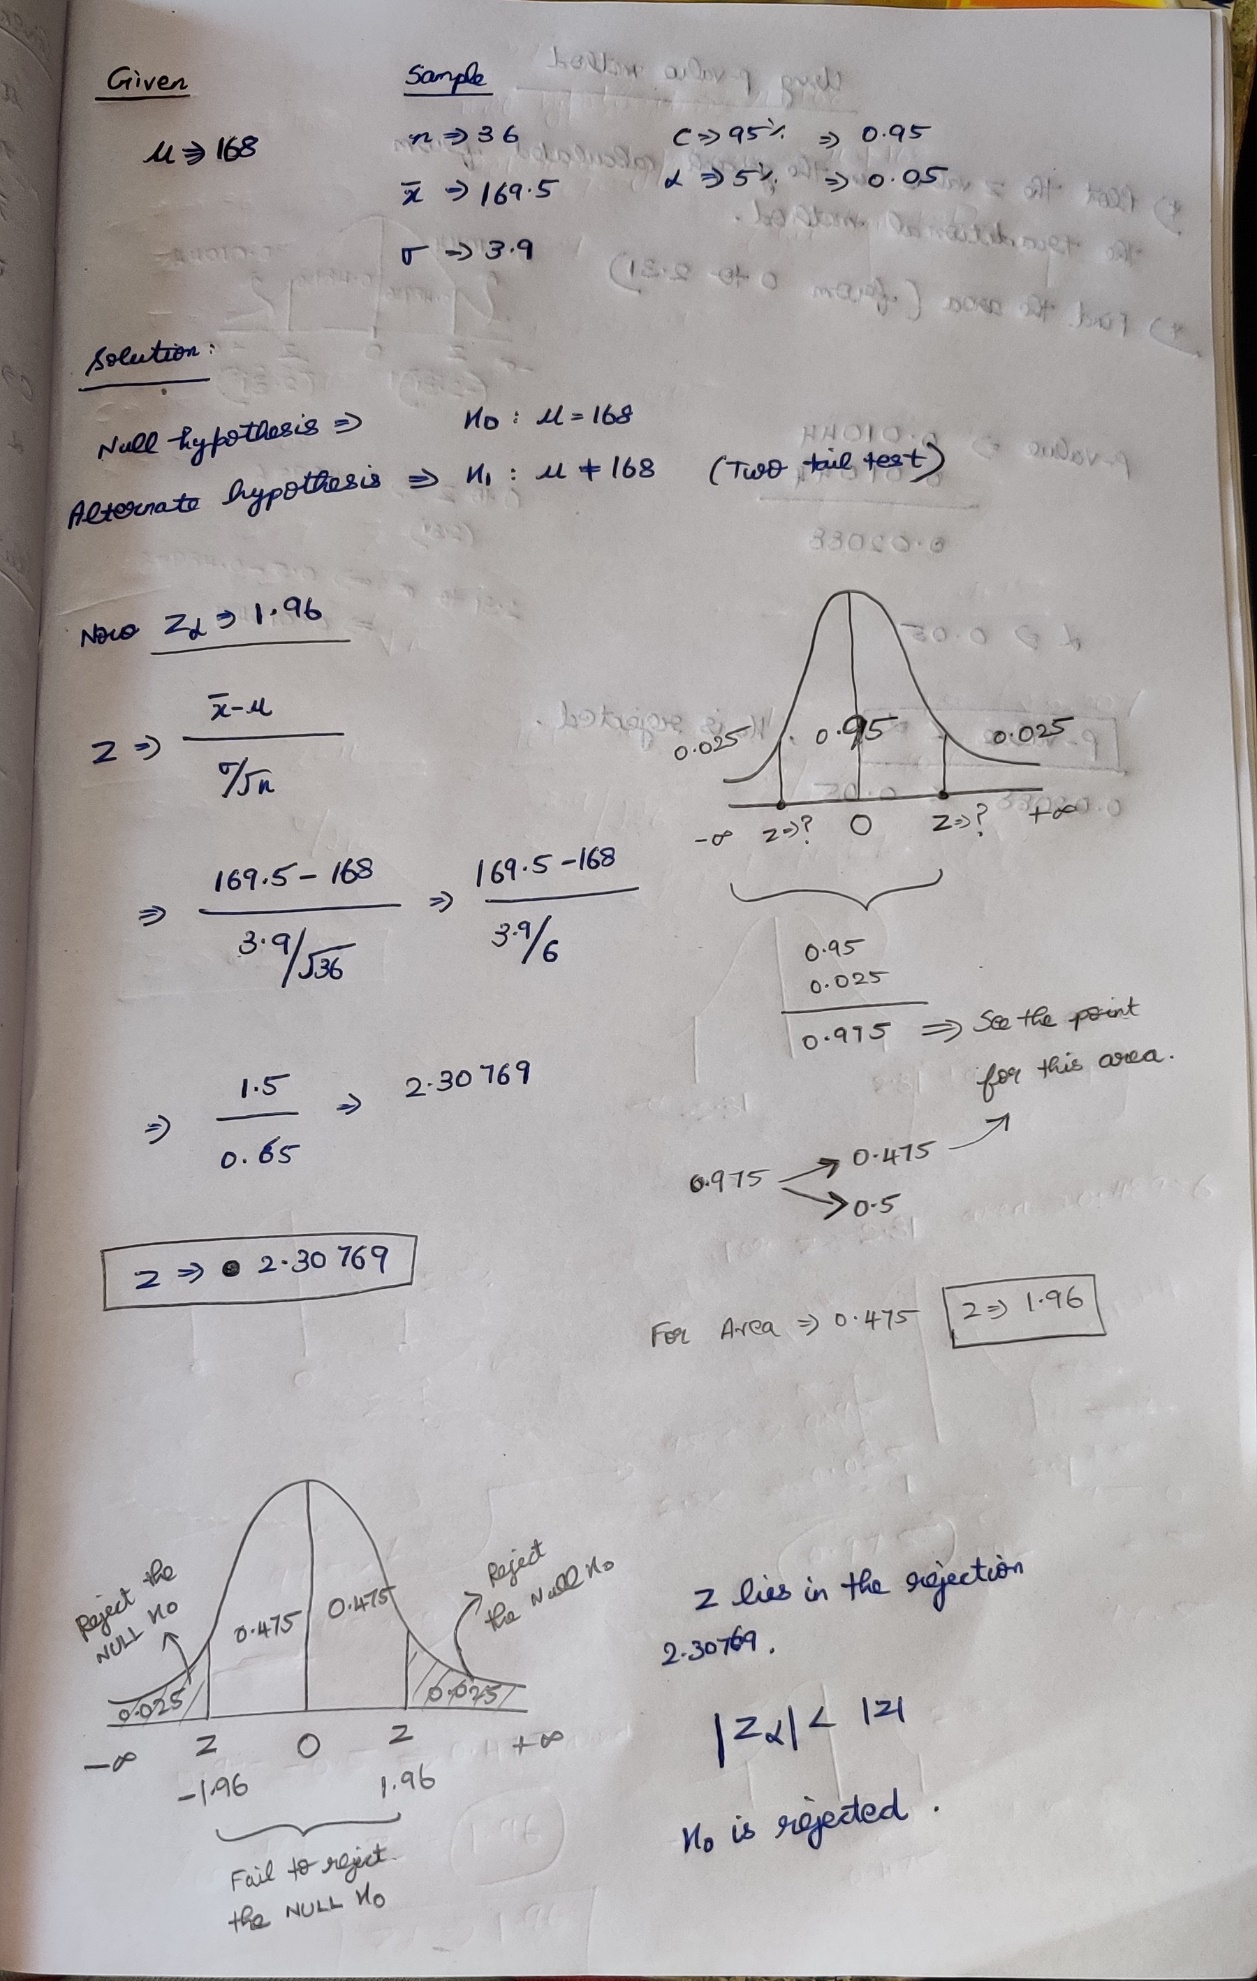 Given
μ ⇒ 168
Sample
n ⇒ 36
x̄ ⇒ 169.5
σ ⇒ 3.9
C ⇒ 95% ⇒ 0.95
α ⇒ 5% ⇒ 0.05
Solution:
Null hypothesis ⇒ H0 : μ = 168
Alternate hypothesis ⇒ H1 : μ ≠ 168 (Two tail test)
Now Zα ⇒ 1.96
Z ⇒ x̄-μ / σ/√n
⇒ 169.5 - 168 / 3.9/√36 ⇒ 169.5 - 168 / 3.9/6
⇒ 1.5 / 0.65 ⇒ 2.30769
Z ⇒ 2.30769
0.025 0.95 0.025
-∞ Z⇒? 0 Z⇒? +∞
0.95
0.025
0.975 ⇒ See the point
for this area.
0.975 → 0.475
→ 0.5
For Area ⇒ 0.475 Z ⇒ 1.96
Reject the
NULL H0
Reject
the Null H0
0.475 0.475
0.025 0.025
-∞ Z 0 Z +∞
-1.96 1.96
Fail to reject
the NULL H0
Z lies in the rejection
2.30769.
|Zα| < |Z|
H0 is rejected.